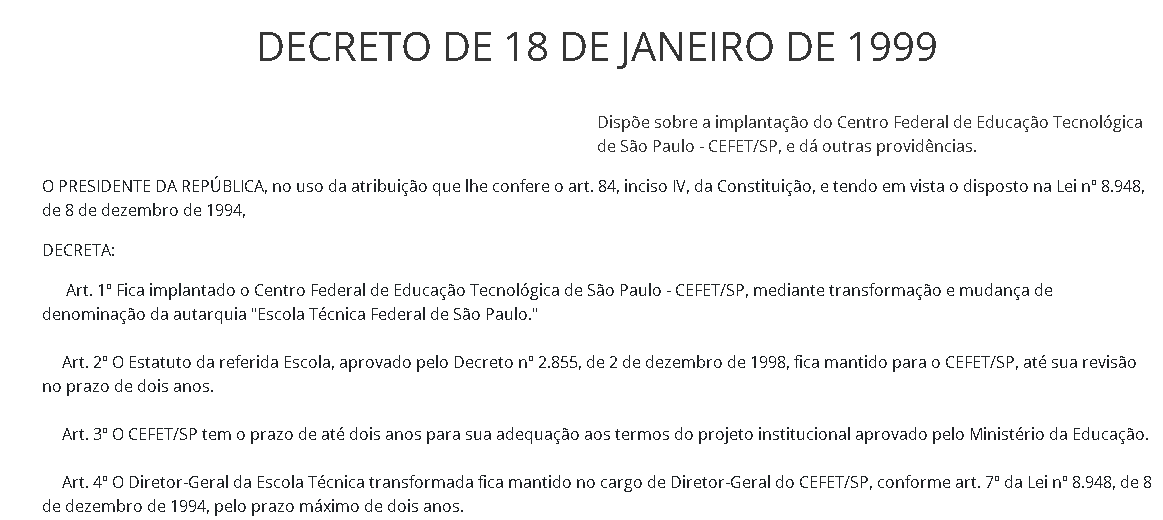 DECRETO DE 18 DE JANEIRO DE 1999
Dispõe sobre a implantação do Centro Federal de Educação Tecnológica
de São Paulo - CEFET/SP, e dá outras providências.
O PRESIDENTE DA REPÚBLICA, no uso da atribuição que lhe confere o art. 84, inciso IV, da Constituição, e tendo em vista o disposto na Lei nº 8.948,
de 8 de dezembro de 1994,
DECRETA:
Art. 1º Fica implantado o Centro Federal de Educação Tecnológica de São Paulo - CEFET/SP, mediante transformação e mudança de
denominação da autarquia "Escola Técnica Federal de São Paulo."
Art. 2º O Estatuto da referida Escola, aprovado pelo Decreto nº 2.855, de 2 de dezembro de 1998, fica mantido para o CEFET/SP, até sua revisão
no prazo de dois anos.
Art. 3º O CEFET/SP tem o prazo de até dois anos para sua adequação aos termos do projeto institucional aprovado pelo Ministério da Educação.
Art. 4º O Diretor-Geral da Escola Técnica transformada fica mantido no cargo de Diretor-Geral do CEFET/SP, conforme art. 7º da Lei nº 8.948, de 8
de dezembro de 1994, pelo prazo máximo de dois anos.